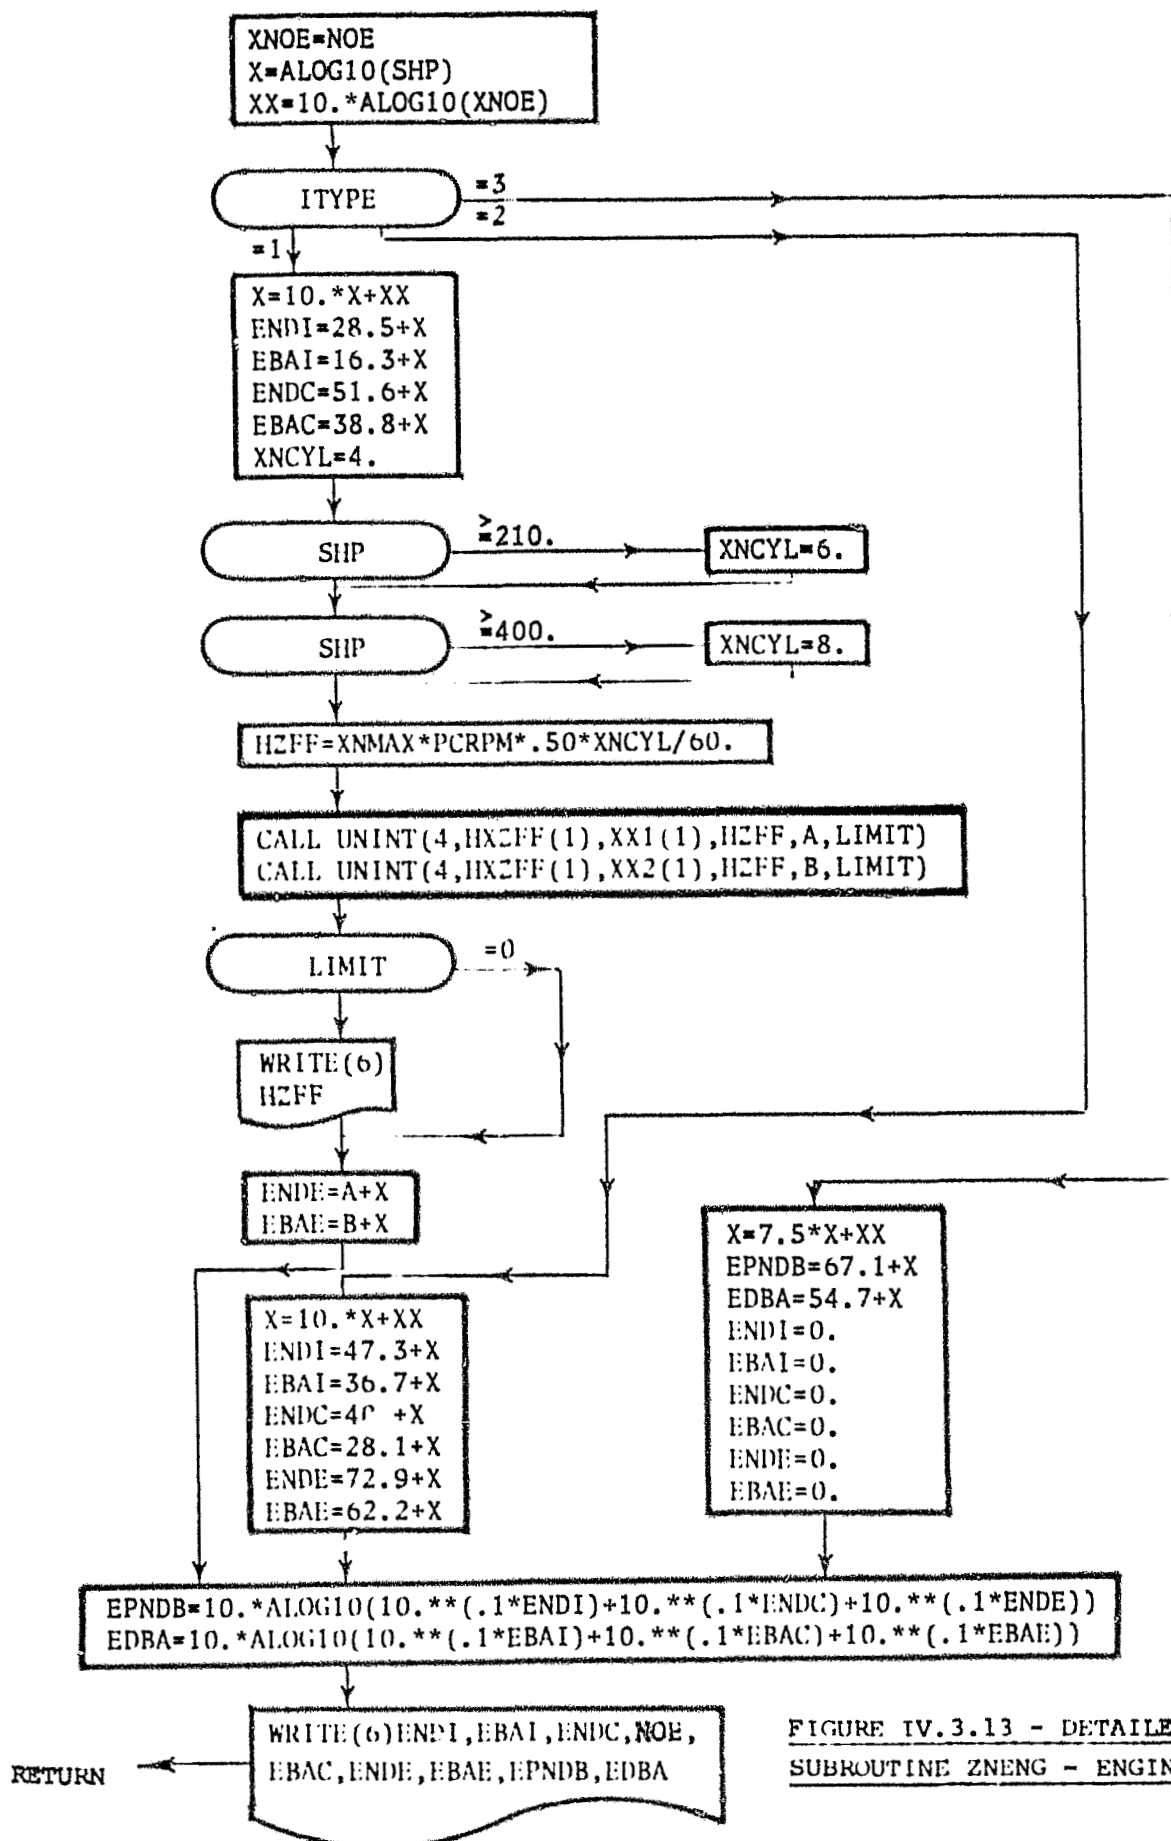 XNOE=NOE
X=ALOG10(SHP)
XX=10.*ALOG10(XNOE)
ITYPE
=3
=2
=1
X=10.*X+XX
ENDI=28.5+X
EBAI=16.3+X
ENDC=51.6+X
EBAC=38.8+X
XNCYL=4.
SHP
≥210.
XNCYL=6.
SHP
≥400.
XNCYL=8.
HZFF=XNMAX*PCRPM*.50*XNCYL/60.
CALL UNINT(4,HXZFF(1),XX1(1),HZFF,A,LIMIT)
CALL UNINT(4,HXZFF(1),XX2(1),HZFF,B,LIMIT)
LIMIT
=0
WRITE(6)
HZFF
ENDE=A+X
EBAE=B+X
X=7.5*X+XX
EPNDB=67.1+X
EDBA=54.7+X
ENDI=0.
EBAI=0.
ENDC=0.
EBAC=0.
ENDE=0.
EBAE=0.
X=10.*X+XX
ENDI=47.3+X
EBAI=36.7+X
ENDC= +X
EBAC=28.1+X
ENDE=72.9+X
EBAE=62.2+X
EPNDB=10.*ALOG10(10.**(.1*ENDI)+10.**(.1*ENDC)+10.**(.1*ENDE))
EDBA=10.*ALOG10(10.**(.1*EBAI)+10.**(.1*EBAC)+10.**(.1*EBAE))
WRITE(6)ENDI,EBAI,ENDC,NOE,
EBAC,ENDE,EBAE,EPNDB,EDBA
RETURN
FIGURE IV.3.13 - DETAILE
SUBROUTINE ZNENG - ENGIN